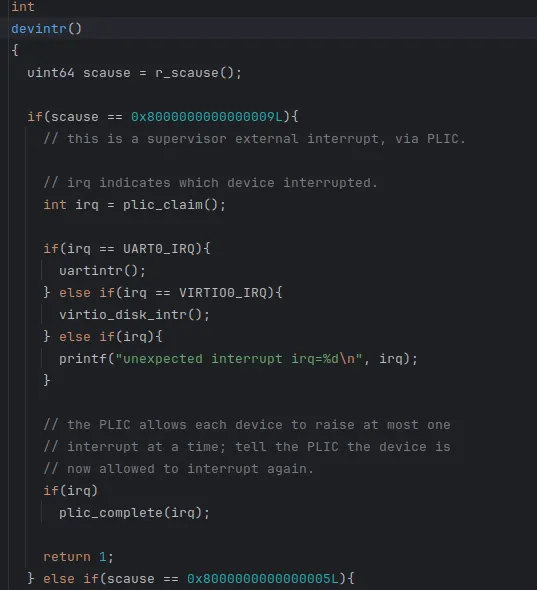 int
devintr()
{
  uint64 scause = r_scause();

  if(scause == 0x8000000000000009L){
    // this is a supervisor external interrupt, via PLIC.

    // irq indicates which device interrupted.
    int irq = plic_claim();

    if(irq == UART0_IRQ){
      uartintr();
    } else if(irq == VIRTIO0_IRQ){
      virtio_disk_intr();
    } else if(irq){
      printf("unexpected interrupt irq=%d\n", irq);
    }

    // the PLIC allows each device to raise at most one
    // interrupt at a time; tell the PLIC the device is
    // now allowed to interrupt again.
    if(irq)
      plic_complete(irq);

    return 1;
  } else if(scause == 0x8000000000000005L){